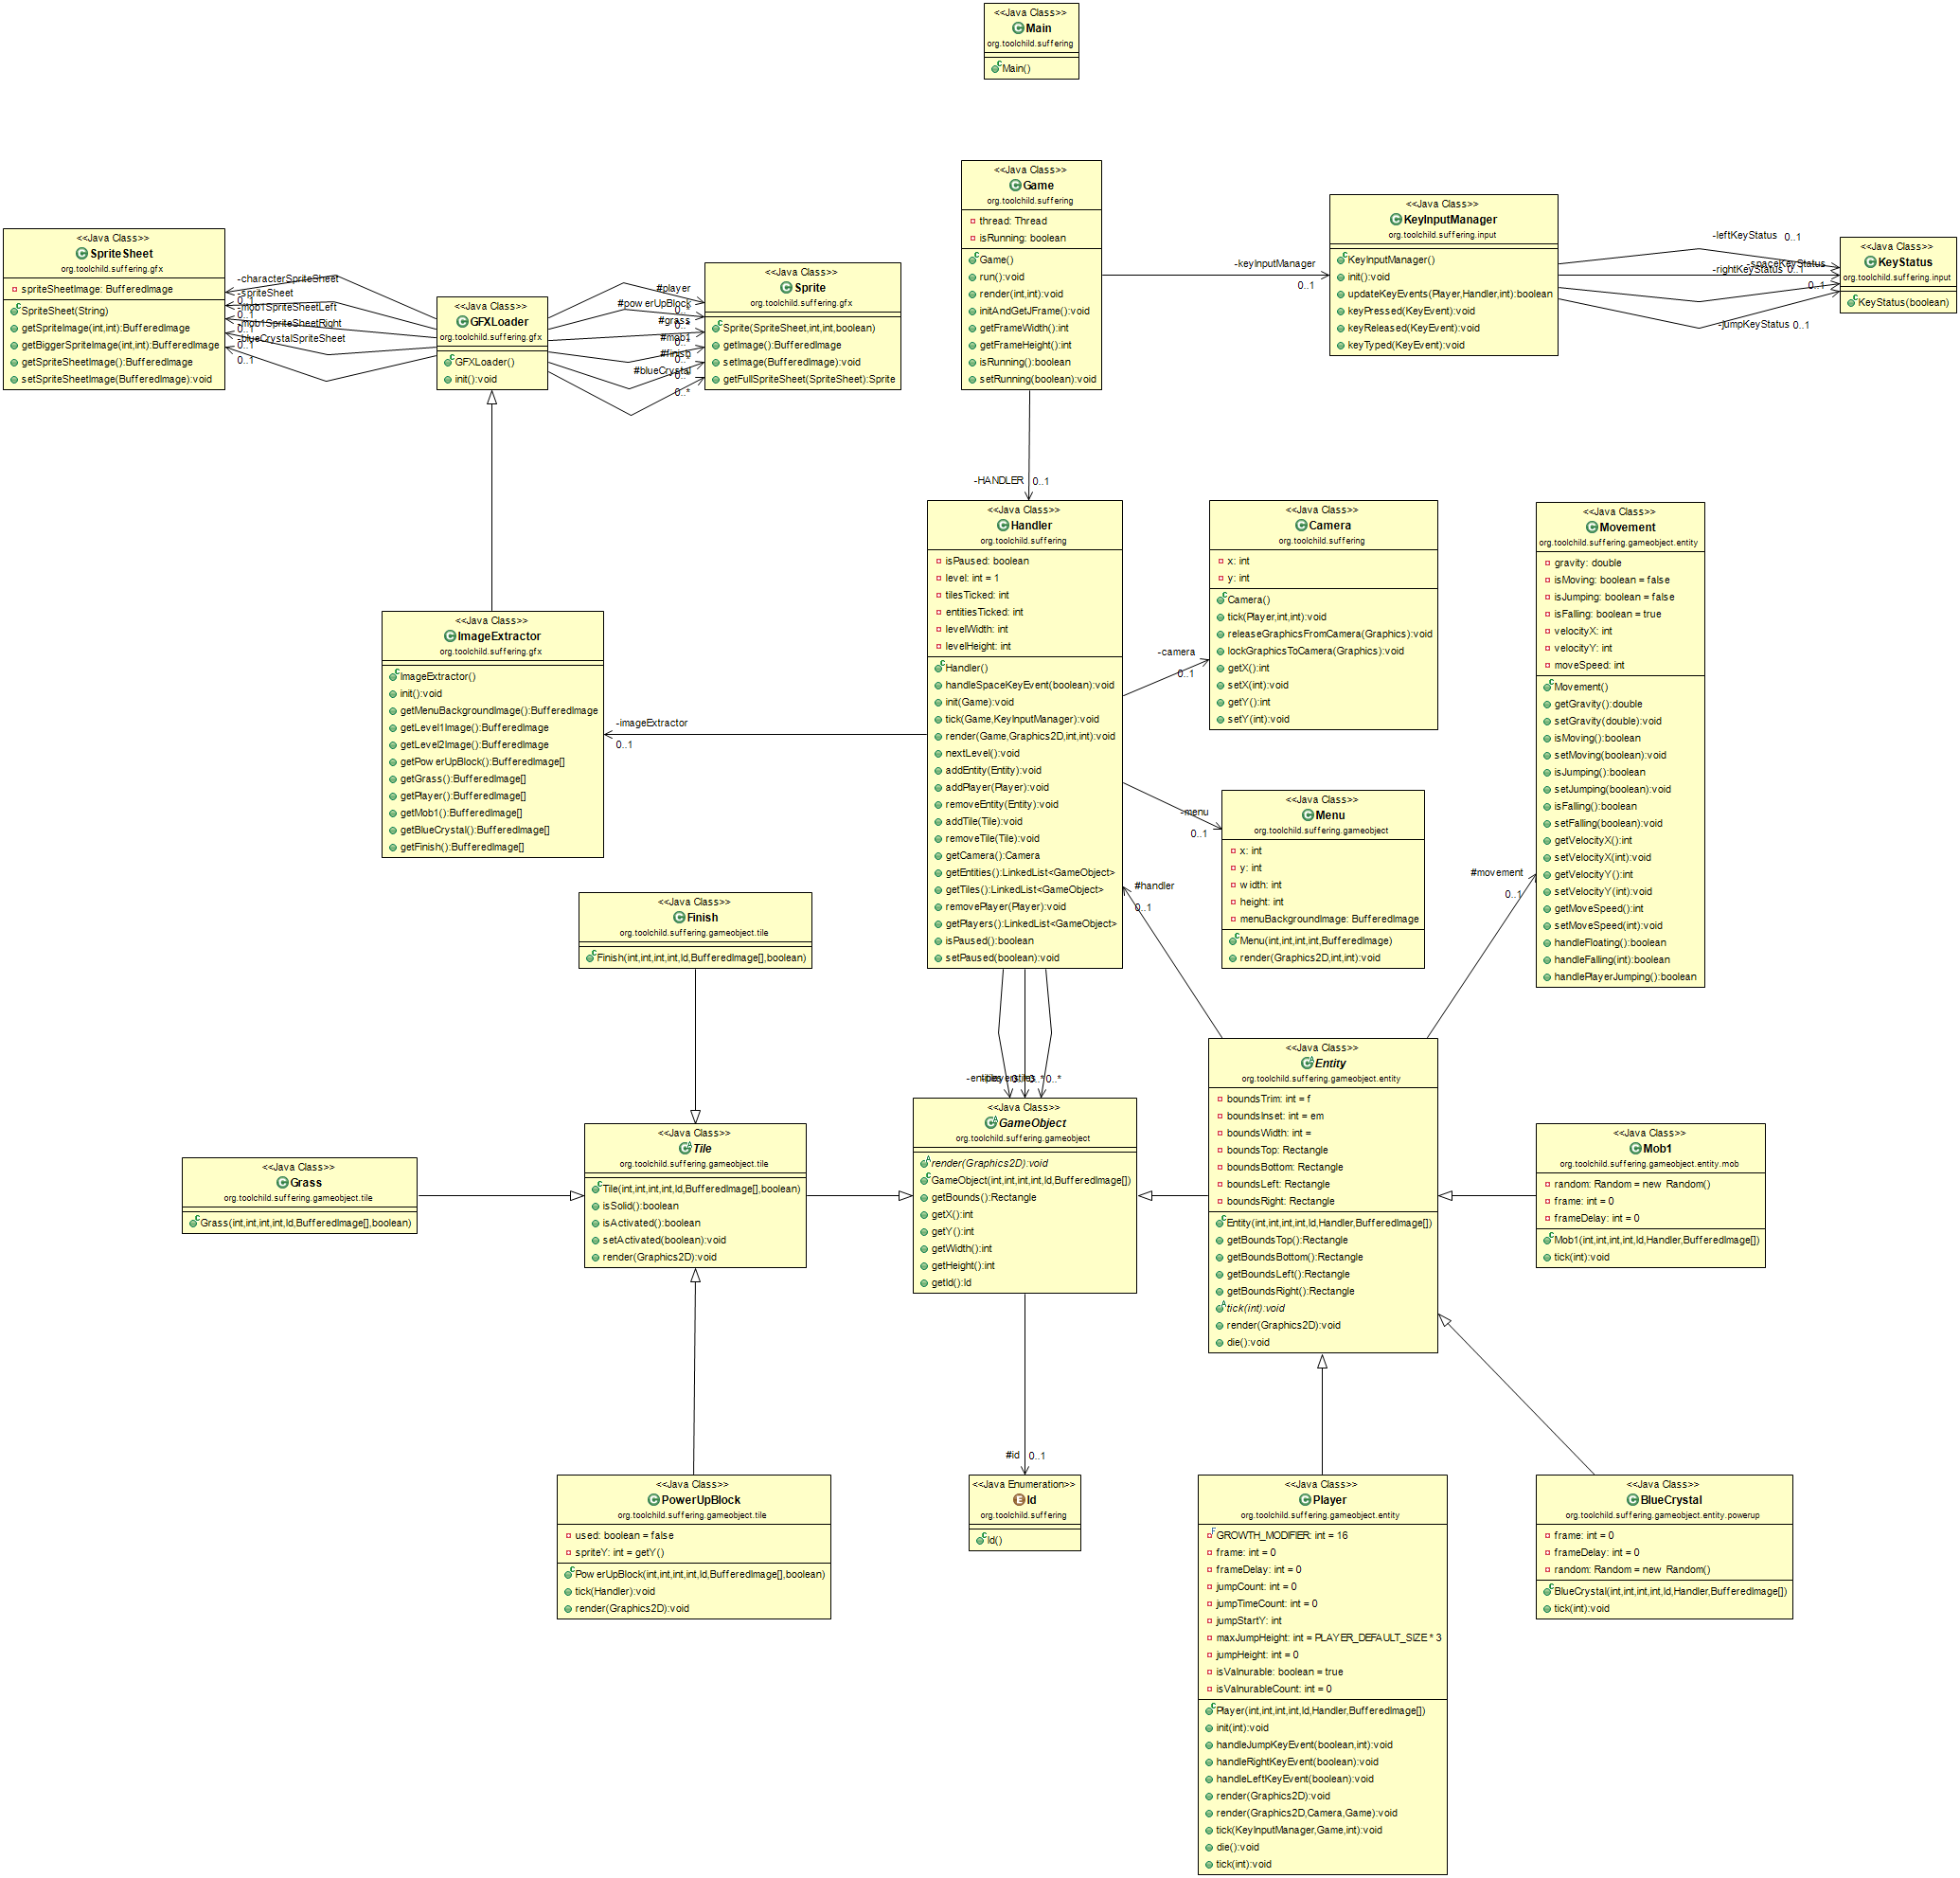 <<Java Class>>
Main
org.toolchild.suffering
Main()
<<Java Class>>
Game
org.toolchild.suffering
thread: Thread
isRunning: boolean
Game()
run():void
render(int,int):void
initAndGetJFrame():void
getFrameWidth():int
getFrameHeight():int
isRunning():boolean
setRunning(boolean):void
-keyInputManager
0..1
<<Java Class>>
KeyInputManager
org.toolchild.suffering.input
KeyInputManager()
init():void
updateKeyEvents(Player,Handler,int):boolean
keyPressed(KeyEvent):void
keyReleased(KeyEvent):void
keyTyped(KeyEvent):void
-leftKeyStatus 0..1
-spaceKeyStatus
-rightKeyStatus 0..1
0..1
-jumpKeyStatus 0..1
<<Java Class>>
KeyStatus
org.toolchild.suffering.input
KeyStatus(boolean)
<<Java Class>>
SpriteSheet
org.toolchild.suffering.gfx
spriteSheetImage: BufferedImage
SpriteSheet(String)
getSpriteImage(int,int):BufferedImage
getBiggerSpriteImage(int,int):BufferedImage
getSpriteSheetImage():BufferedImage
setSpriteSheetImage(BufferedImage):void
-characterSpriteSheet
-spriteSheet
0..1
-mob1SpriteSheetLeft
0..1
-mob1SpriteSheetRight
0..1
-blueCrystalSpriteSheet
0..1
0..1
<<Java Class>>
GFXLoader
org.toolchild.suffering.gfx
GFXLoader()
init():void
#player
#powerUpBlock
0..*
#grass
0..*
#mob1
0..*
#finish
0..*
#blueCrystal
0..*
0..*
<<Java Class>>
Sprite
org.toolchild.suffering.gfx
Sprite(SpriteSheet,int,int,boolean)
getImage():BufferedImage
setImage(BufferedImage):void
getFullSpriteSheet(SpriteSheet):Sprite
-HANDLER 0..1
<<Java Class>>
Handler
org.toolchild.suffering
isPaused: boolean
level: int = 1
tilesTicked: int
entitiesTicked: int
levelWidth: int
levelHeight: int
Handler()
handleSpaceKeyEvent(boolean):void
init(Game):void
tick(Game,KeyInputManager):void
render(Game,Graphics2D,int,int):void
nextLevel():void
addEntity(Entity):void
addPlayer(Player):void
removeEntity(Entity):void
addTile(Tile):void
removeTile(Tile):void
getCamera():Camera
getEntities():LinkedList<GameObject>
getTiles():LinkedList<GameObject>
removePlayer(Player):void
getPlayers():LinkedList<GameObject>
isPaused():boolean
setPaused(boolean):void
-camera
0..1
<<Java Class>>
Camera
org.toolchild.suffering
x: int
y: int
Camera()
tick(Player,int,int):void
releaseGraphicsFromCamera(Graphics):void
lockGraphicsToCamera(Graphics):void
getX():int
setX(int):void
getY():int
setY(int):void
<<Java Class>>
Movement
org.toolchild.suffering.gameobject.entity
gravity: double
isMoving: boolean = false
isJumping: boolean = false
isFalling: boolean = true
velocityX: int
velocityY: int
moveSpeed: int
Movement()
getGravity():double
setGravity(double):void
isMoving():boolean
setMoving(boolean):void
isJumping():boolean
setJumping(boolean):void
isFalling():boolean
setFalling(boolean):void
getVelocityX():int
setVelocityX(int):void
getVelocityY():int
setVelocityY(int):void
getMoveSpeed():int
setMoveSpeed(int):void
handleFloating():boolean
handleFalling(int):boolean
handlePlayerJumping():boolean
<<Java Class>>
ImageExtractor
org.toolchild.suffering.gfx
ImageExtractor()
init():void
getMenuBackgroundImage():BufferedImage
getLevel1Image():BufferedImage
getLevel2Image():BufferedImage
getPowerUpBlock():BufferedImage[]
getGrass():BufferedImage[]
getPlayer():BufferedImage[]
getMob1():BufferedImage[]
getBlueCrystal():BufferedImage[]
getFinish():BufferedImage[]
-imageExtractor
0..1
-menu
0..1
<<Java Class>>
Menu
org.toolchild.suffering.gameobject
x: int
y: int
width: int
height: int
menuBackgroundImage: BufferedImage
Menu(int,int,int,int,BufferedImage)
render(Graphics2D,int,int):void
#handler
0..1
#movement
0..1
<<Java Class>>
Finish
org.toolchild.suffering.gameobject.tile
Finish(int,int,int,int,Id,BufferedImage[],boolean)
0..* 0..*
<<Java Class>>
Tile
org.toolchild.suffering.gameobject.tile
Tile(int,int,int,int,Id,BufferedImage[],boolean)
isSolid():boolean
isActivated():boolean
setActivated(boolean):void
render(Graphics2D):void
<<Java Class>>
Grass
org.toolchild.suffering.gameobject.tile
Grass(int,int,int,int,Id,BufferedImage[],boolean)
<<Java Class>>
GameObject
org.toolchild.suffering.gameobject
render(Graphics2D):void
GameObject(int,int,int,int,Id,BufferedImage[])
getBounds():Rectangle
getX():int
getY():int
getWidth():int
getHeight():int
getId():Id
<<Java Class>>
Entity
org.toolchild.suffering.gameobject.entity
boundsTrim: int = f
boundsInset: int = em
boundsWidth: int =
boundsTop: Rectangle
boundsBottom: Rectangle
boundsLeft: Rectangle
boundsRight: Rectangle
Entity(int,int,int,int,Id,Handler,BufferedImage[])
getBoundsTop():Rectangle
getBoundsBottom():Rectangle
getBoundsLeft():Rectangle
getBoundsRight():Rectangle
tick(int):void
render(Graphics2D):void
die():void
<<Java Class>>
Mob1
org.toolchild.suffering.gameobject.entity.mob
random: Random = new Random()
frame: int = 0
frameDelay: int = 0
Mob1(int,int,int,int,Id,Handler,BufferedImage[])
tick(int):void
#id 0..1
<<Java Class>>
PowerUpBlock
org.toolchild.suffering.gameobject.tile
used: boolean = false
spriteY: int = getY()
PowerUpBlock(int,int,int,int,Id,BufferedImage[],boolean)
tick(Handler):void
render(Graphics2D):void
<<Java Enumeration>>
Id
org.toolchild.suffering
Id()
<<Java Class>>
Player
org.toolchild.suffering.gameobject.entity
GROWTH_MODIFIER: int = 16
frame: int = 0
frameDelay: int = 0
jumpCount: int = 0
jumpTimeCount: int = 0
jumpStartY: int
maxJumpHeight: int = PLAYER_DEFAULT_SIZE * 3
jumpHeight: int = 0
isValnurable: boolean = true
isValnurableCount: int = 0
Player(int,int,int,int,Id,Handler,BufferedImage[])
init(int):void
handleJumpKeyEvent(boolean,int):void
handleRightKeyEvent(boolean):void
handleLeftKeyEvent(boolean):void
render(Graphics2D):void
render(Graphics2D,Camera,Game):void
tick(KeyInputManager,Game,int):void
die():void
tick(int):void
<<Java Class>>
BlueCrystal
org.toolchild.suffering.gameobject.entity.powerup
frame: int = 0
frameDelay: int = 0
random: Random = new Random()
BlueCrystal(int,int,int,int,Id,Handler,BufferedImage[])
tick(int):void